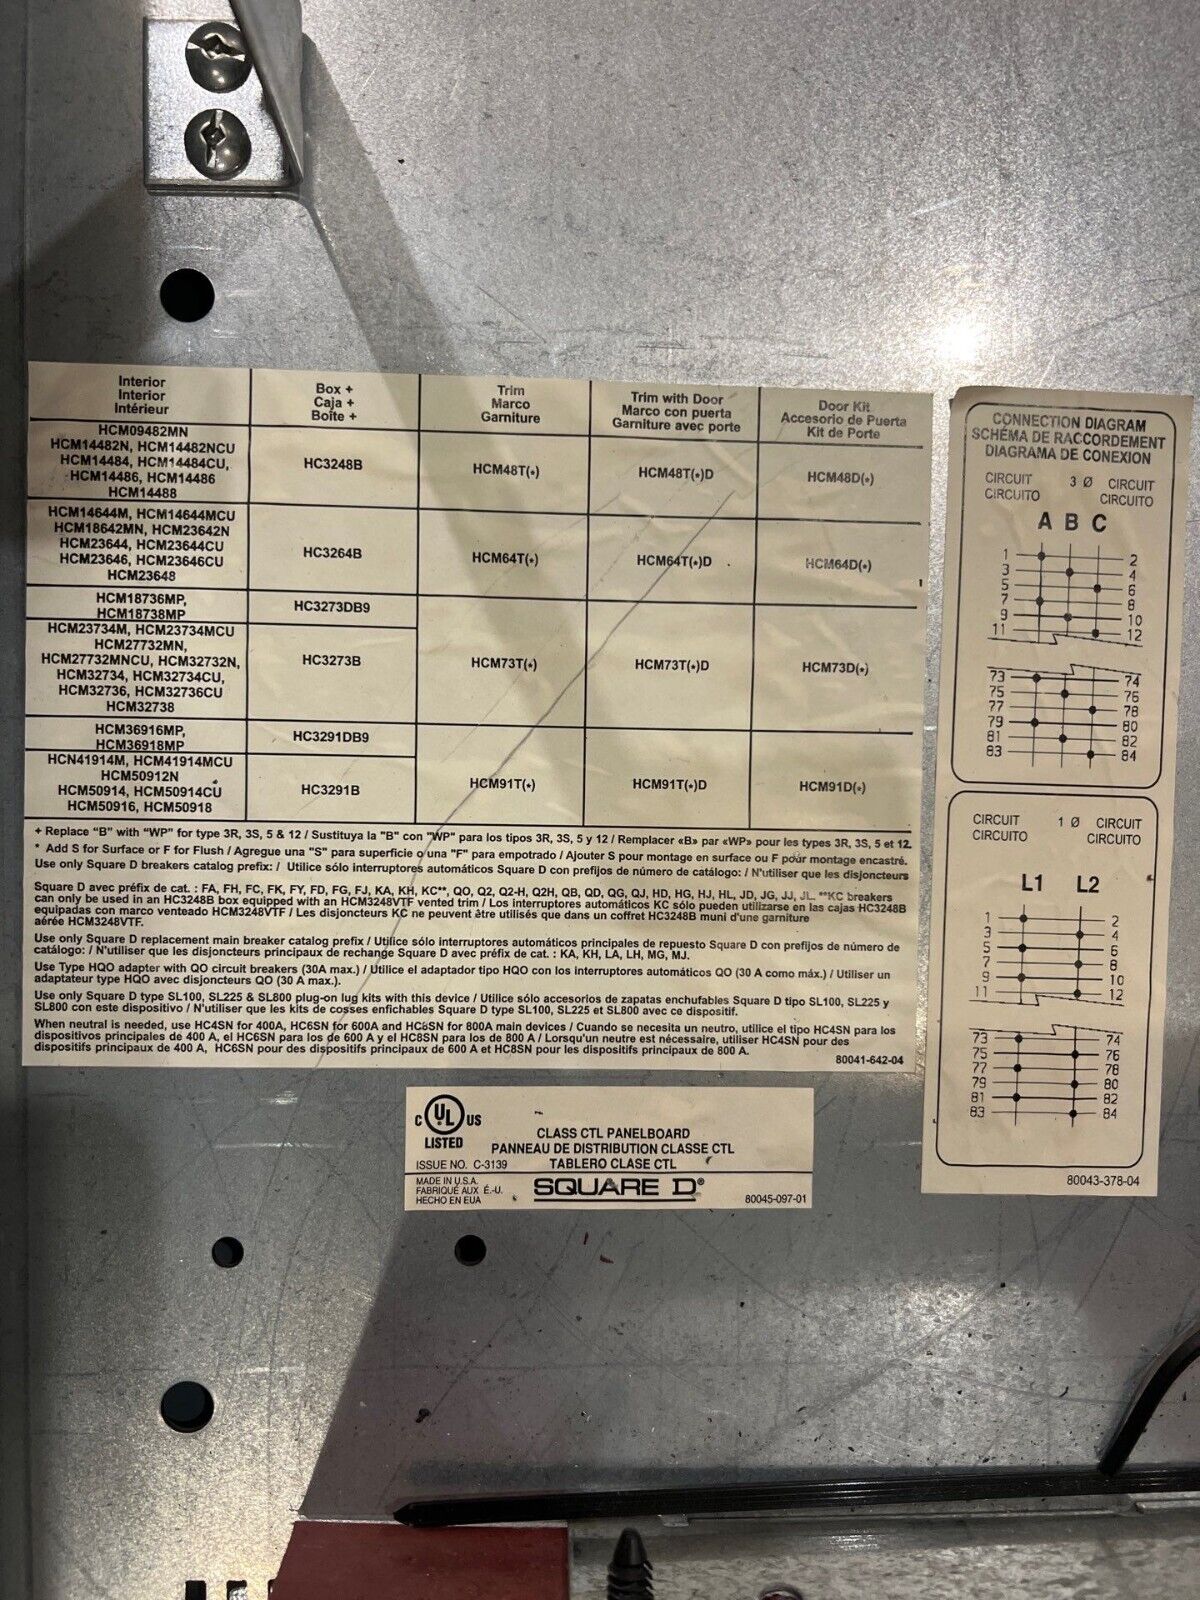 Interior
Interior
Intérieur
Box +
Caja +
Boîte +
Trim
Marco
Garniture
Trim with Door
Marco con puerta
Garniture avec porte
Door Kit
Accesorio de Puerta
Kit de Porte
HCM09482MN
HCM14482N, HCM14482NCU
HCM14484, HCM14484CU,
HCM14486, HCM14486
HCM14488
HC3248B
HCM48T(*)
HCM48T(*)D
HCM48D(*)
HCM14644M, HCM14644MCU
HCM18642MN, HCM23642N
HCM23644, HCM23644CU
HCM23646, HCM23646CU
HCM23648
HC3264B
HCM64T(*)
HCM64T(*)D
HCM64D(*)
HCM18736MP,
HCM18738MP
HC3273DB9
HCM23734M, HCM23734MCU
HCM27732MN,
HCM27732MNCU, HCM32732N,
HCM32734, HCM32734CU,
HCM32736, HCM32736CU
HCM32738
HC3273B
HCM73T(*)
HCM73T(*)D
HCM73D(*)
HCM36916MP,
HCM36918MP
HC3291DB9
HCN41914M, HCM41914MCU
HCM50912N
HCM50914, HCM50914CU
HCM50916, HCM50918
HC3291B
HCM91T(*)
HCM91T(*)D
HCM91D(*)
+ Replace "B" with "WP" for type 3R, 3S, 5 & 12 / Sustituya la "B" con "WP" para los tipos 3R, 3S, 5 y 12 / Remplacer «B» par «WP» pour les types 3R, 3S, 5 et 12.
* Add S for Surface or F for Flush / Agregue una "S" para superficie o una "F" para empotrado / Ajouter S pour montage en surface ou F pour montage encastré.
Use only Square D breakers catalog prefix: / Utilice sólo interruptores automáticos Square D con prefijos de número de catálogo: / N'utiliser que les disjoncteurs
Square D avec préfix de cat. : FA, FH, FC, FK, FY, FD, FG, FJ, KA, KH, KC**, QO, Q2, Q2-H, Q2H, QB, QD, QG, QJ, HD, HG, HJ, HL, JD, JG, JJ, JL. **KC breakers
can only be used in an HC3248B box equipped with an HCM3248VTF vented trim / Los interruptores automáticos KC sólo pueden utilizarse en las cajas HC3248B
equipadas con marco venteado HCM3248VTF / Les disjoncteurs KC ne peuvent être utilisés que dans un coffret HC3248B muni d'une garniture
aérée HCM3248VTF.
Use only Square D replacement main breaker catalog prefix / Utilice sólo interruptores automáticos principales de repuesto Square D con prefijos de número de
catálogo: / N'utiliser que les disjoncteurs principaux de rechange Square D avec préfix de cat. : KA, KH, LA, LH, MG, MJ.
Use Type HQO adapter with QO circuit breakers (30A max.) / Utilice el adaptador tipo HQO con los interruptores automáticos QO (30 A como máx.) / Utiliser un
adaptateur type HQO avec disjoncteurs QO (30 A max.).
Use only Square D type SL100, SL225 & SL800 plug-on lug kits with this device / Utilice sólo accesorios de zapatas enchufables Square D tipo SL100, SL225 y
SL800 con este dispositivo / N'utiliser que les kits de cosses enfichables Square D type SL100, SL225 et SL800 avec ce dispositif.
When neutral is needed, use HC4SN for 400A, HC6SN for 600A and HC8SN for 800A main devices / Cuando se necesita un neutro, utilice el tipo HC4SN para los
dispositivos principales de 400 A, el HC6SN para los de 600 A y el HC8SN para los de 800 A / Lorsqu'un neutre est nécessaire, utiliser HC4SN pour des
dispositifs principaux de 400 A, HC6SN pour des dispositifs principaux de 600 A et HC8SN pour les dispositifs principaux de 800 A.
80041-642-04
CONNECTION DIAGRAM
SCHÉMA DE RACCORDEMENT
DIAGRAMA DE CONEXION
CIRCUIT 3 Ø CIRCUIT
CIRCUITO CIRCUITO
A B C
1 2
3 4
5 6
7 8
9 10
11 12
73 74
75 76
77 78
79 80
81 82
83 84
CIRCUIT 1 Ø CIRCUIT
CIRCUITO CIRCUITO
L1 L2
1 2
3 4
5 6
7 8
9 10
11 12
73 74
75 76
77 78
79 80
81 82
83 84
80043-378-04
C UL US
LISTED
ISSUE NO. C-3139
CLASS CTL PANELBOARD
PANNEAU DE DISTRIBUTION CLASSE CTL
TABLERO CLASE CTL
MADE IN U.S.A.
FABRIQUÉ AUX É.-U.
HECHO EN EUA
SQUARE D®
80045-097-01